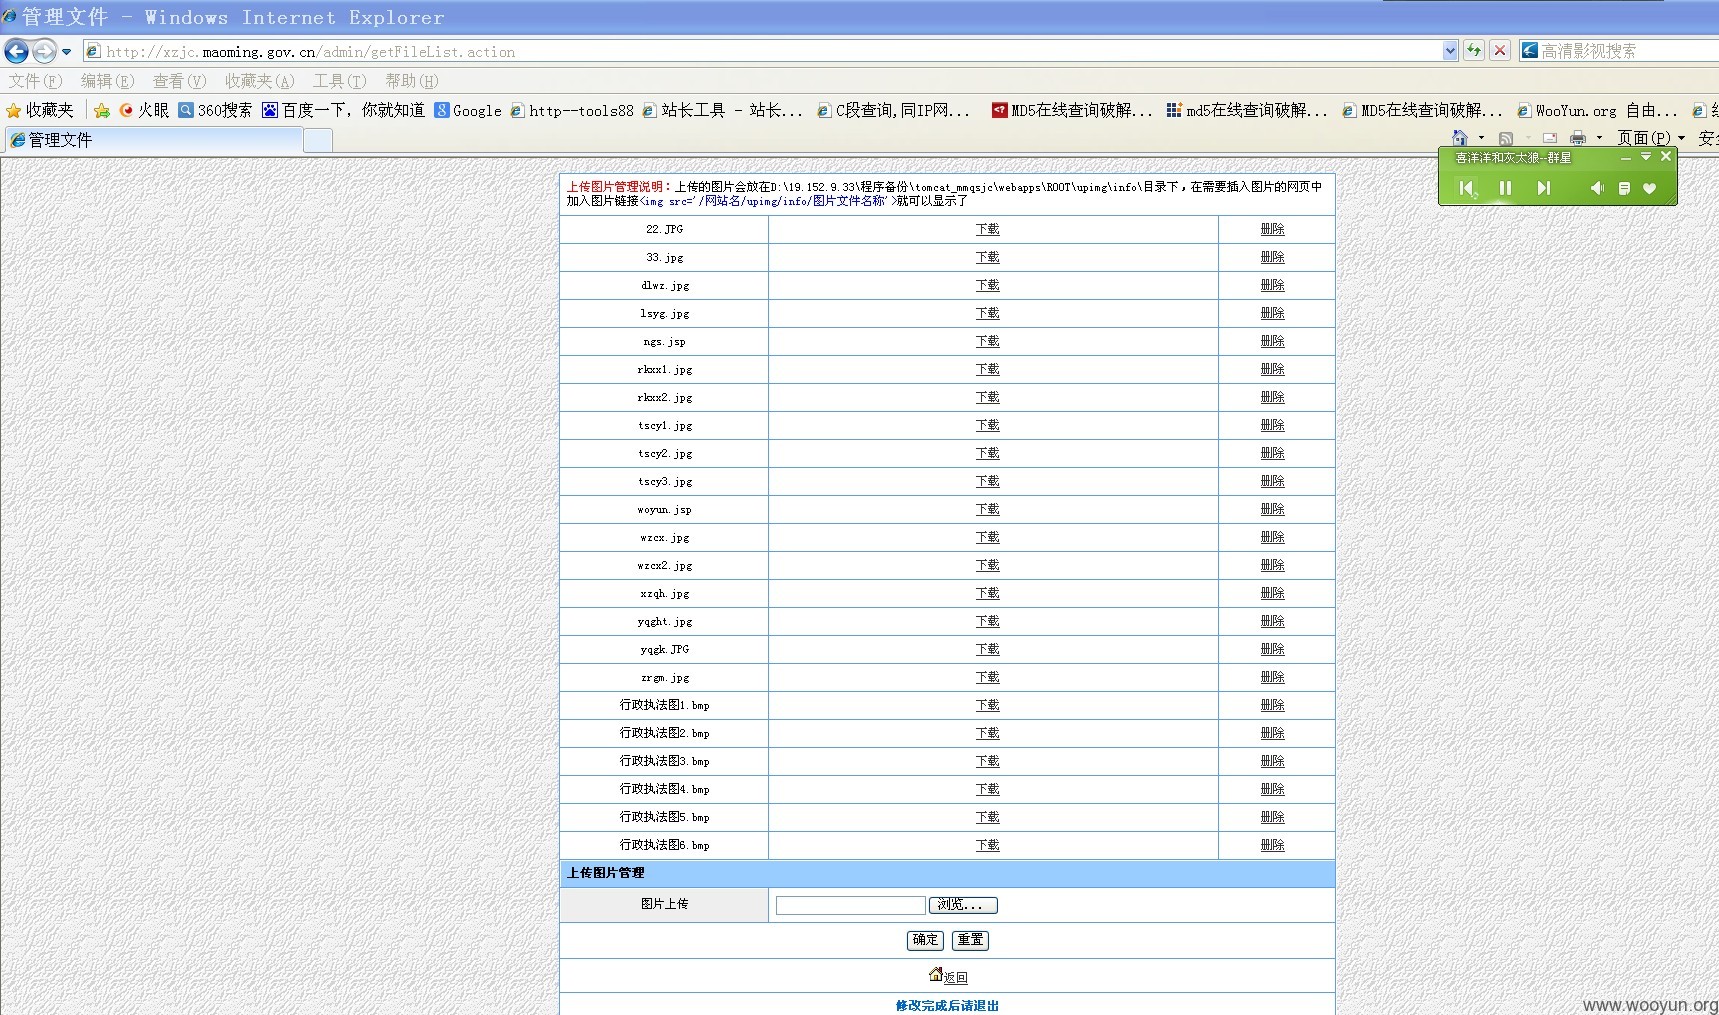 管理文件 - Windows Internet Explorer
http://xzjc.maoming.gov.cn/admin/getFileList.action
高清影视搜索
文件(F) 编辑(E) 查看(V) 收藏夹(A) 工具(T) 帮助(H)
收藏夹 火眼 360搜索 百度一下，你就知道 Google http--tools88 站长工具 - 站长... C段查询,同IP网... MD5在线查询破解... md5在线查询破解... MD5在线查询破解... WooYun.org 自由...
管理文件
页面(P)
喜洋洋和灰太狼--群星
上传图片管理说明：上传的图片会放在D:\19.152.9.33\程序备份\tomcat_mmqsjc\webapps\ROOT\upimg\info\目录下，在需要插入图片的网页中
加入图片链接<img src='/网站名/upimg/info/图片文件名称'>就可以显示了
22.JPG 下载 删除
33.jpg 下载 删除
dlwz.jpg 下载 删除
lsyg.jpg 下载 删除
ngs.jsp 下载 删除
rkxx1.jpg 下载 删除
rkxx2.jpg 下载 删除
tscy1.jpg 下载 删除
tscy2.jpg 下载 删除
tscy3.jpg 下载 删除
woyun.jsp 下载 删除
wzcx.jpg 下载 删除
wzcx2.jpg 下载 删除
xzqh.jpg 下载 删除
yqght.jpg 下载 删除
yqgk.JPG 下载 删除
zrgm.jpg 下载 删除
行政执法图1.bmp 下载 删除
行政执法图2.bmp 下载 删除
行政执法图3.bmp 下载 删除
行政执法图4.bmp 下载 删除
行政执法图5.bmp 下载 删除
行政执法图6.bmp 下载 删除
上传图片管理
图片上传 浏览...
确定 重置
返回
修改完成后请退出
www.wooyun.org